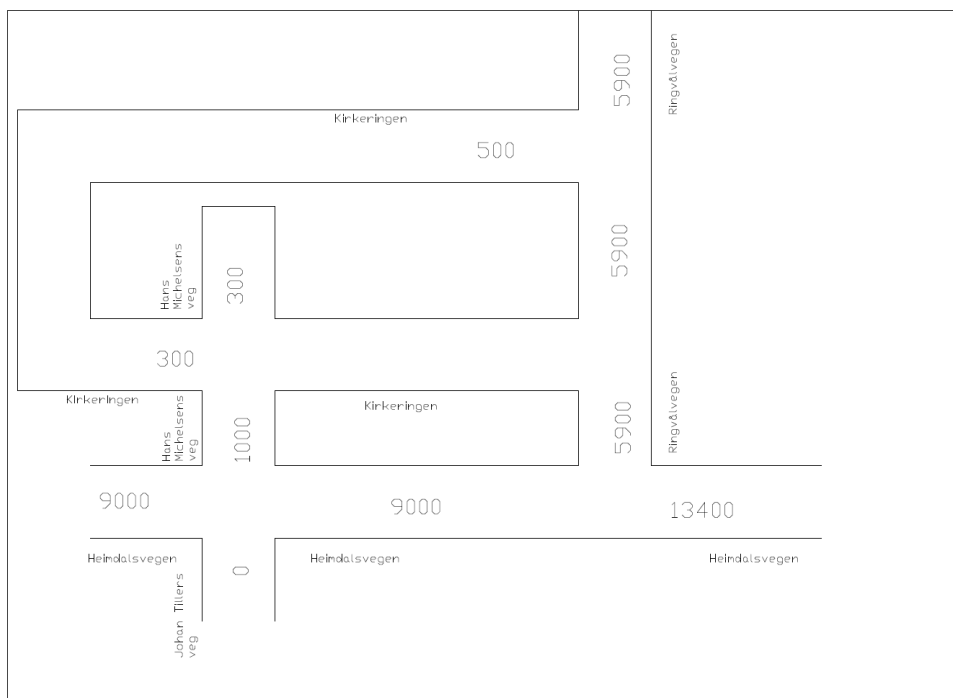 5900
Ringvålvegen
Kirkeringen
500
Hans
Michelsens
veg
300
5900
300
Kirkeringen
Kirkeringen
Hans
Michelsens
veg
1000
5900
Ringvålvegen
9000
9000
13400
Heimdalsvegen
Heimdalsvegen
Heimdalsvegen
0
Johan Tillers
veg